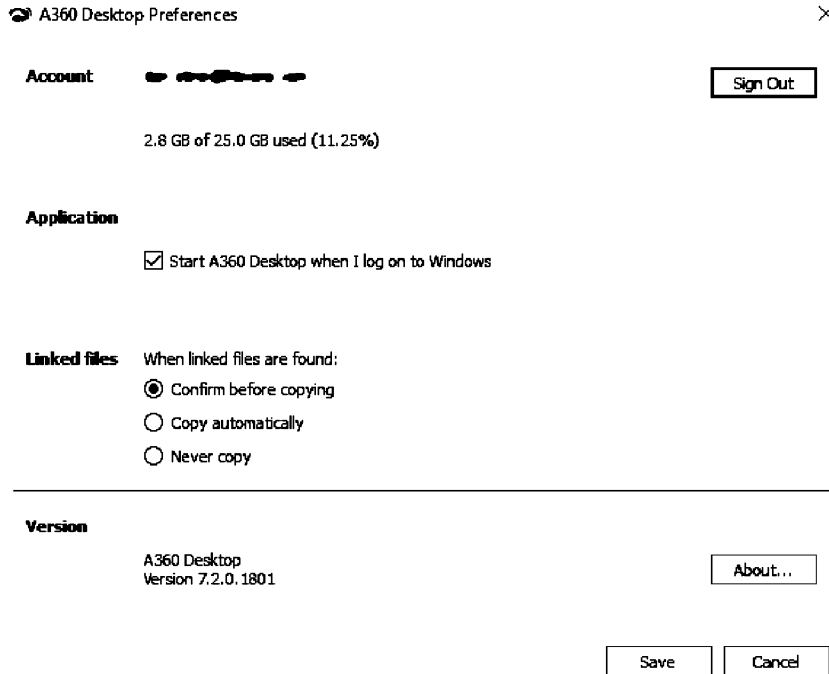 A360 Desktop Preferences
Account
Sign Out
2.8 GB of 25.0 GB used (11.25%)
Application
Start A360 Desktop when I log on to Windows
Linked files When linked files are found:
Confirm before copying
Copy automatically
Never copy
Version
A360 Desktop
Version 7.2.0.1801
About...
Save Cancel